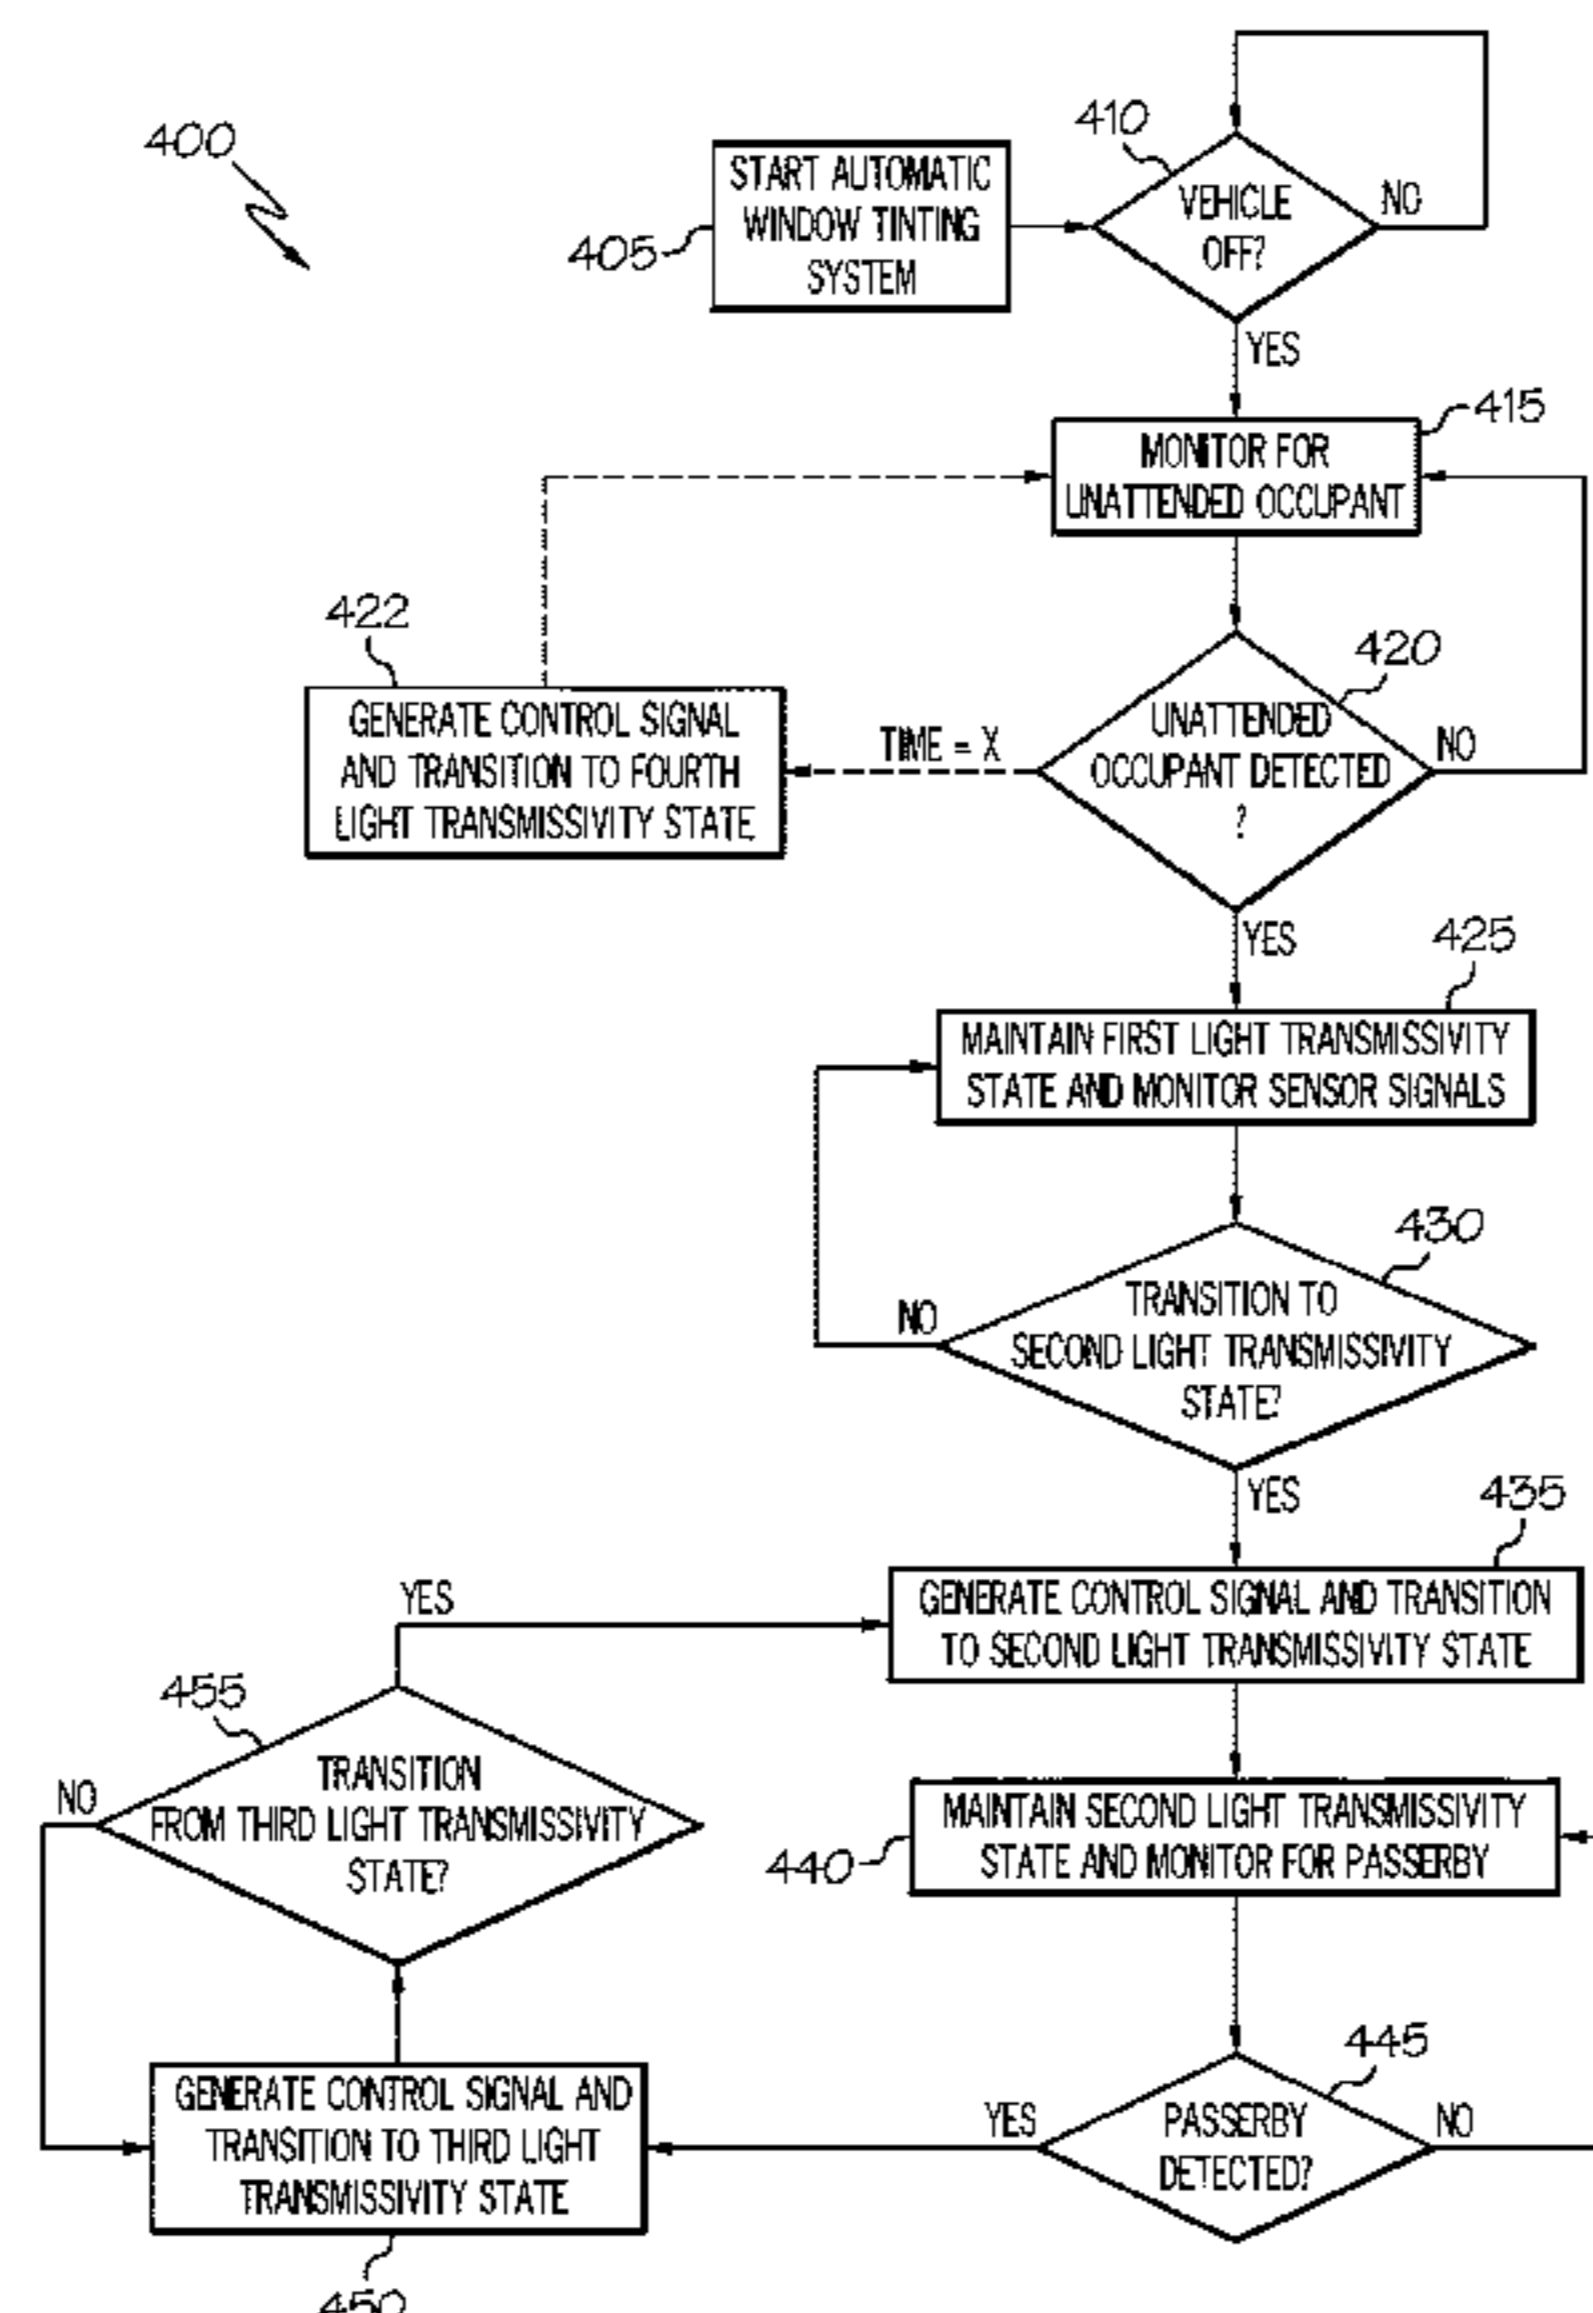 400
410
START AUTOMATIC
WINDOW TINTING
SYSTEM
405
VEHICLE
OFF?
NO
YES
415
MONITOR FOR
UNATTENDED OCCUPANT
422
420
GENERATE CONTROL SIGNAL
AND TRANSITION TO FOURTH
LIGHT TRANSMISSIVITY STATE
TIME = X
UNATTENDED
OCCUPANT DETECTED
?
NO
YES
425
MAINTAIN FIRST LIGHT TRANSMISSIVITY
STATE AND MONITOR SENSOR SIGNALS
430
NO
TRANSITION TO
SECOND LIGHT TRANSMISSIVITY
STATE?
YES
435
YES
GENERATE CONTROL SIGNAL AND TRANSITION
TO SECOND LIGHT TRANSMISSIVITY STATE
455
NO
TRANSITION
FROM THIRD LIGHT TRANSMISSIVITY
STATE?
440
MAINTAIN SECOND LIGHT TRANSMISSIVITY
STATE AND MONITOR FOR PASSERBY
445
GENERATE CONTROL SIGNAL AND
TRANSITION TO THIRD LIGHT
TRANSMISSIVITY STATE
YES
PASSERBY
DETECTED?
NO
450